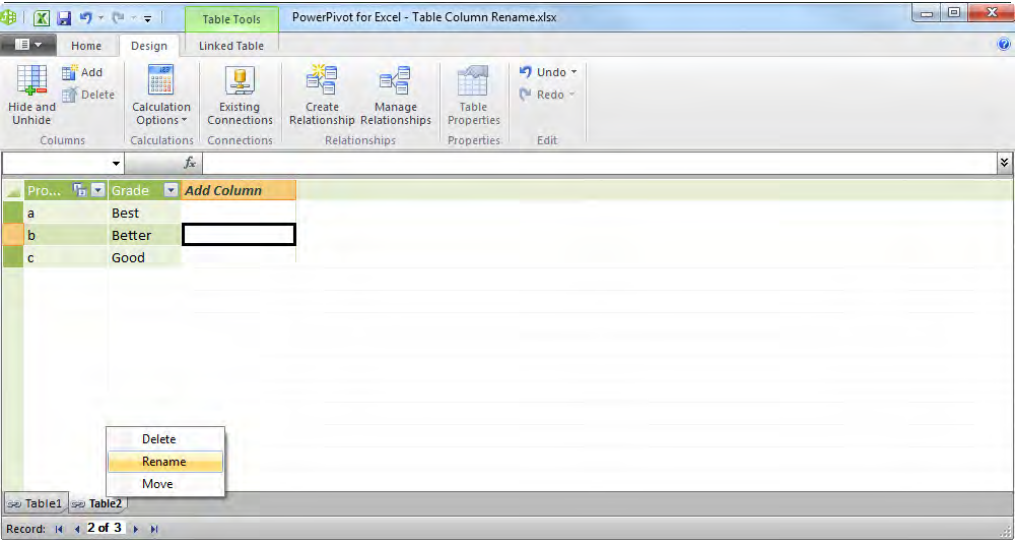 Table Tools PowerPivot for Excel - Table Column Rename.xlsx
Home Design Linked Table
Hide and Unhide
Add
Delete
Calculation Options
Existing Connections
Create Relationship
Manage Relationships
Table Properties
Undo
Redo
Columns Calculations Connections Relationships Properties Edit
fx
Pro... Grade Add Column
a Best
b Better
c Good
Delete
Rename
Move
Table1 Table2
Record: 2 of 3